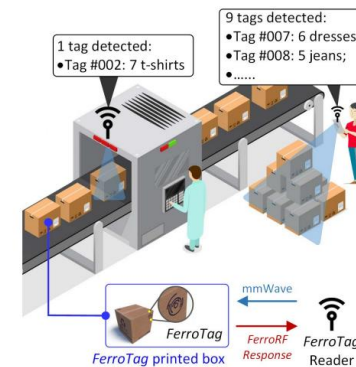 1 tag detected:
•Tag #002: 7 t-shirts
9 tags detected:
•Tag #007: 6 dresses
•Tag #008: 5 jeans;
•......
mmWave
FerroTag
FerroRF
Response
FerroTag
Reader
FerroTag printed box